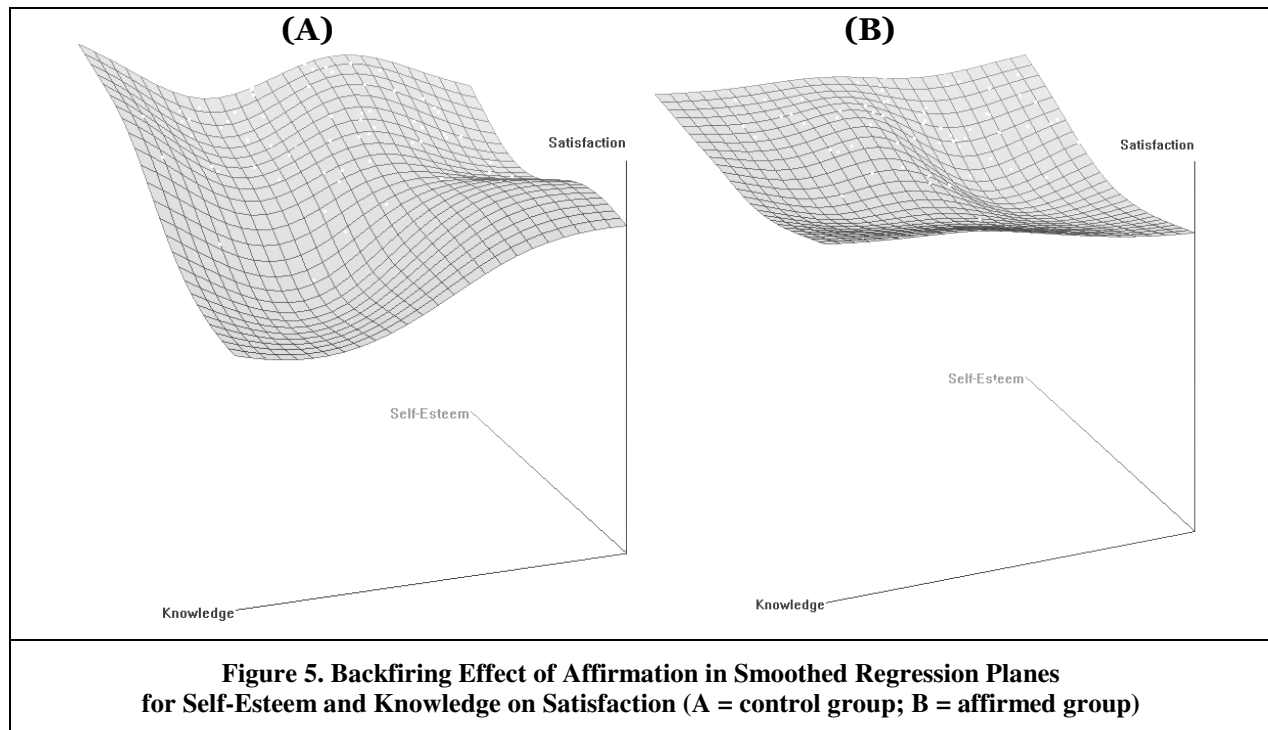 (A)
(B)
Satisfaction
Satisfaction
Self-Esteem
Self-Esteem
Knowledge
Knowledge
Figure 5. Backfiring Effect of Affirmation in Smoothed Regression Planes
for Self-Esteem and Knowledge on Satisfaction (A = control group; B = affirmed group)